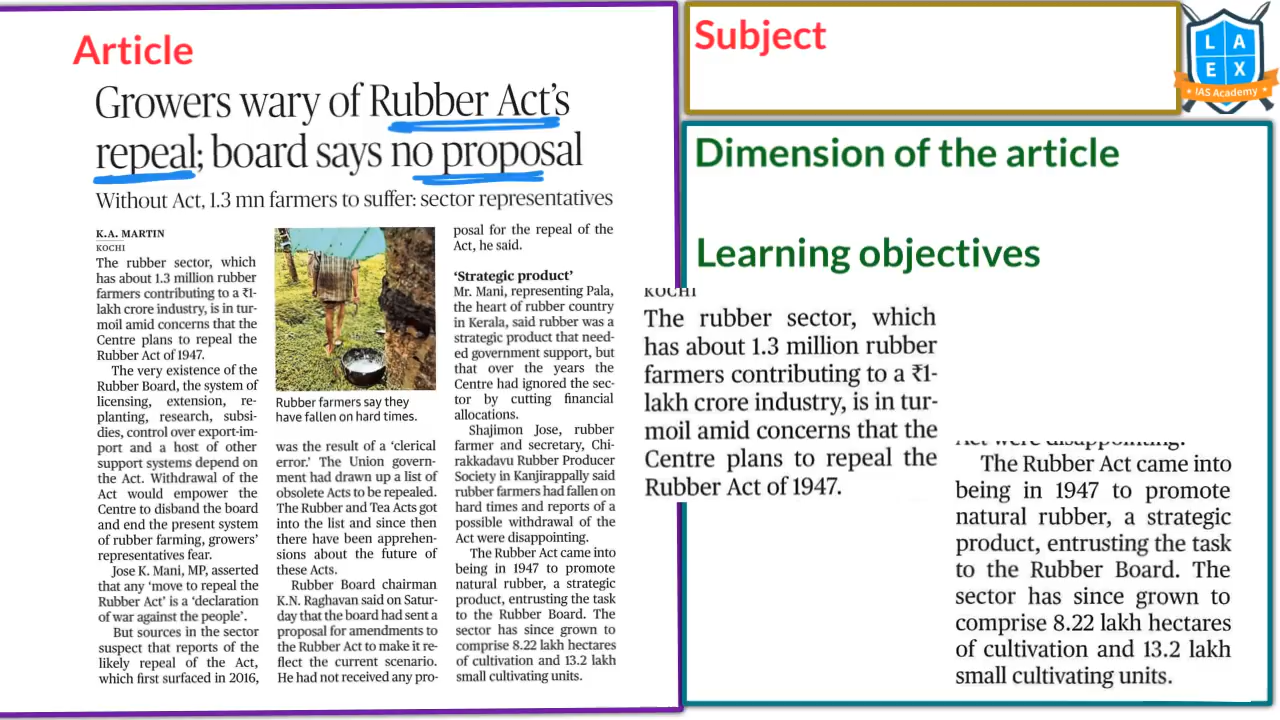 Article
Growers wary of Rubber Act's
repeal; board says no proposal
Without Act, 1.3 mn farmers to suffer: sector representatives
K.A. MARTIN
KOCHI
The rubber sector, which
has about 1.3 million rubber
farmers contributing to a ₹1-
lakh crore industry, is in tur-
moil amid concerns that the
Centre plans to repeal the
Rubber Act of 1947.
The very existence of the
Rubber Board, the system of
licensing, extension, re-
planting, research, subsi-
dies, control over export-im-
port and a host of other
support systems depend on
the Act. Withdrawal of the
Act would empower the
Centre to disband the board
and end the present system
of rubber farming, growers'
representatives fear.
Jose K. Mani, MP, asserted
that any 'move to repeal the
Rubber Act' is a 'declaration
of war against the people'.
But sources in the sector
suspect that reports of the
likely repeal of the Act,
which first surfaced in 2016,
Rubber farmers say they
have fallen on hard times.
was the result of a 'clerical
error.' The Union govern-
ment had drawn up a list of
obsolete Acts to be repealed.
The Rubber and Tea Acts got
into the list and since then
there have been apprehen-
sions about the future of
these Acts.
Rubber Board chairman
K.N. Raghavan said on Satur-
day that the board had sent a
proposal for amendments to
the Rubber Act to make it re-
flect the current scenario.
He had not received any pro-
posal for the repeal of the
Act, he said.
'Strategic product'
Mr. Mani, representing Pala,
the heart of rubber country
in Kerala, said rubber was a
strategic product that need-
ed government support, but
that over the years the
Centre had ignored the sec-
tor by cutting financial
allocations.
Shajimon Jose, rubber
farmer and secretary, Chi-
rakkadavu Rubber Producer
Society in Kanjirappally said
rubber farmers had fallen on
hard times and reports of a
possible withdrawal of the
Act were disappointing.
The Rubber Act came into
being in 1947 to promote
natural rubber, a strategic
product, entrusting the task
to the Rubber Board. The
sector has since grown to
comprise 8.22 lakh hectares
of cultivation and 13.2 lakh
small cultivating units.
Subject
LA
EX
IAS Academy
Dimension of the article
Learning objectives
KOCHI
The rubber sector, which
has about 1.3 million rubber
farmers contributing to a ₹1-
lakh crore industry, is in tur-
moil amid concerns that the
Centre plans to repeal the
Rubber Act of 1947.
Act were disappointing.
The Rubber Act came into
being in 1947 to promote
natural rubber, a strategic
product, entrusting the task
to the Rubber Board. The
sector has since grown to
comprise 8.22 lakh hectares
of cultivation and 13.2 lakh
small cultivating units.